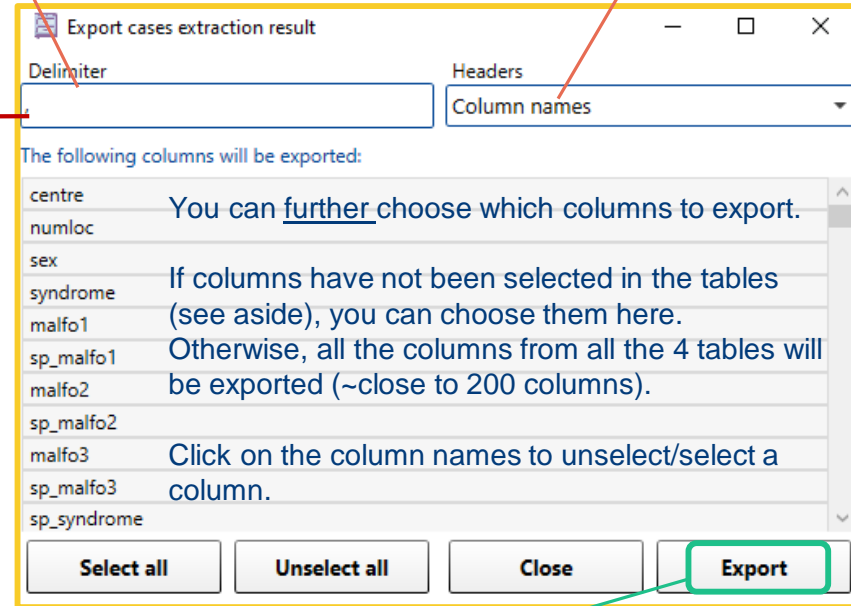 Export cases extraction result
Delimiter
Headers
,
Column names
The following columns will be exported:
centre
numloc
sex
syndrome
malfo1
sp_malfo1
malfo2
sp_malfo2
malfo3
sp_malfo3
sp_syndrome
You can further choose which columns to export.
If columns have not been selected in the tables
(see aside), you can choose them here.
Otherwise, all the columns from all the 4 tables will
be exported (~close to 200 columns).
Click on the column names to unselect/select a
column.
Select all
Unselect all
Close
Export